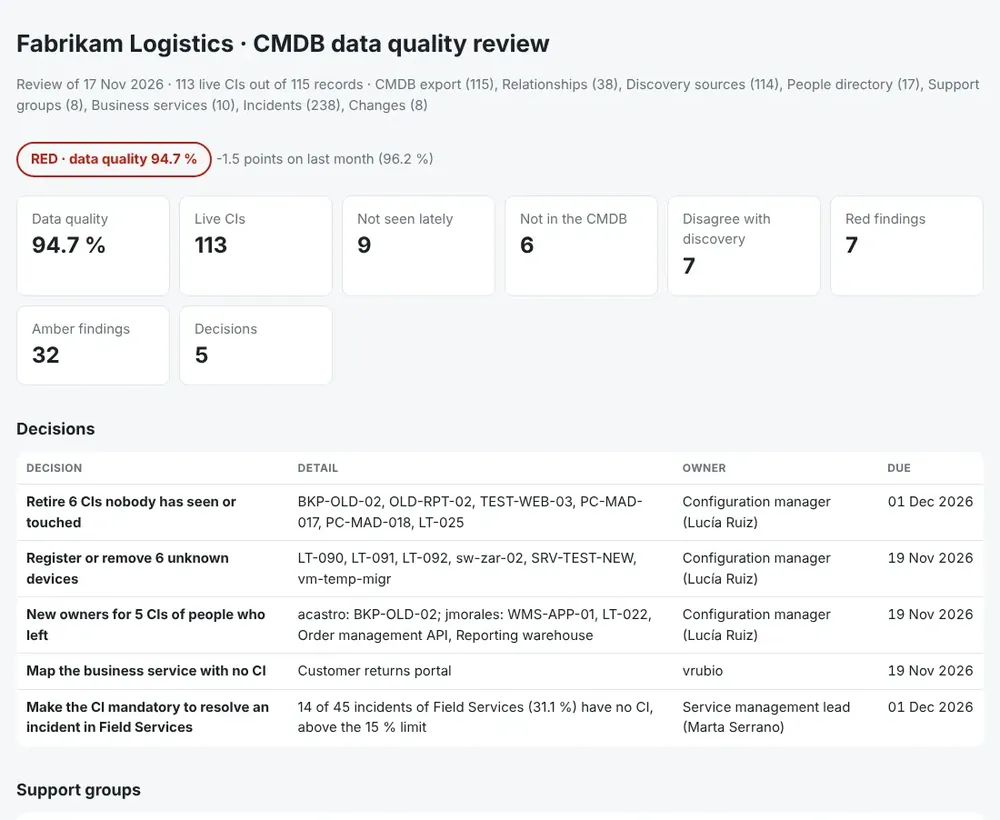 Fabrikam Logistics · CMDB data quality review
Review of 17 Nov 2026 · 113 live CIs out of 115 records · CMDB export (115), Relationships (38), Discovery sources (114), People directory (17), Support
groups (8), Business services (10), Incidents (238), Changes (8)
RED · data quality 94.7 % -1.5 points on last month (96.2 %)
Data quality
94.7 %
Live CIs
113
Not seen lately
9
Not in the CMDB
6
Disagree with
discovery
7
Red findings
7
Amber findings
32
Decisions
5
Decisions
DECISION DETAIL OWNER DUE
Retire 6 CIs nobody has seen or
touched
BKP-OLD-02, OLD-RPT-02, TEST-WEB-03, PC-MAD-
017, PC-MAD-018, LT-025
Configuration manager
(Lucía Ruiz)
01 Dec 2026
Register or remove 6 unknown
devices
LT-090, LT-091, LT-092, sw-zar-02, SRV-TEST-NEW,
vm-temp-migr
Configuration manager
(Lucía Ruiz)
19 Nov 2026
New owners for 5 CIs of people who
left
acastro: BKP-OLD-02; jmorales: WMS-APP-01, LT-022,
Order management API, Reporting warehouse
Configuration manager
(Lucía Ruiz)
19 Nov 2026
Map the business service with no CI
Customer returns portal
vrubio
19 Nov 2026
Make the CI mandatory to resolve an
incident in Field Services
14 of 45 incidents of Field Services (31.1 %) have no CI,
above the 15 % limit
Service management lead
(Marta Serrano)
01 Dec 2026
Support groups